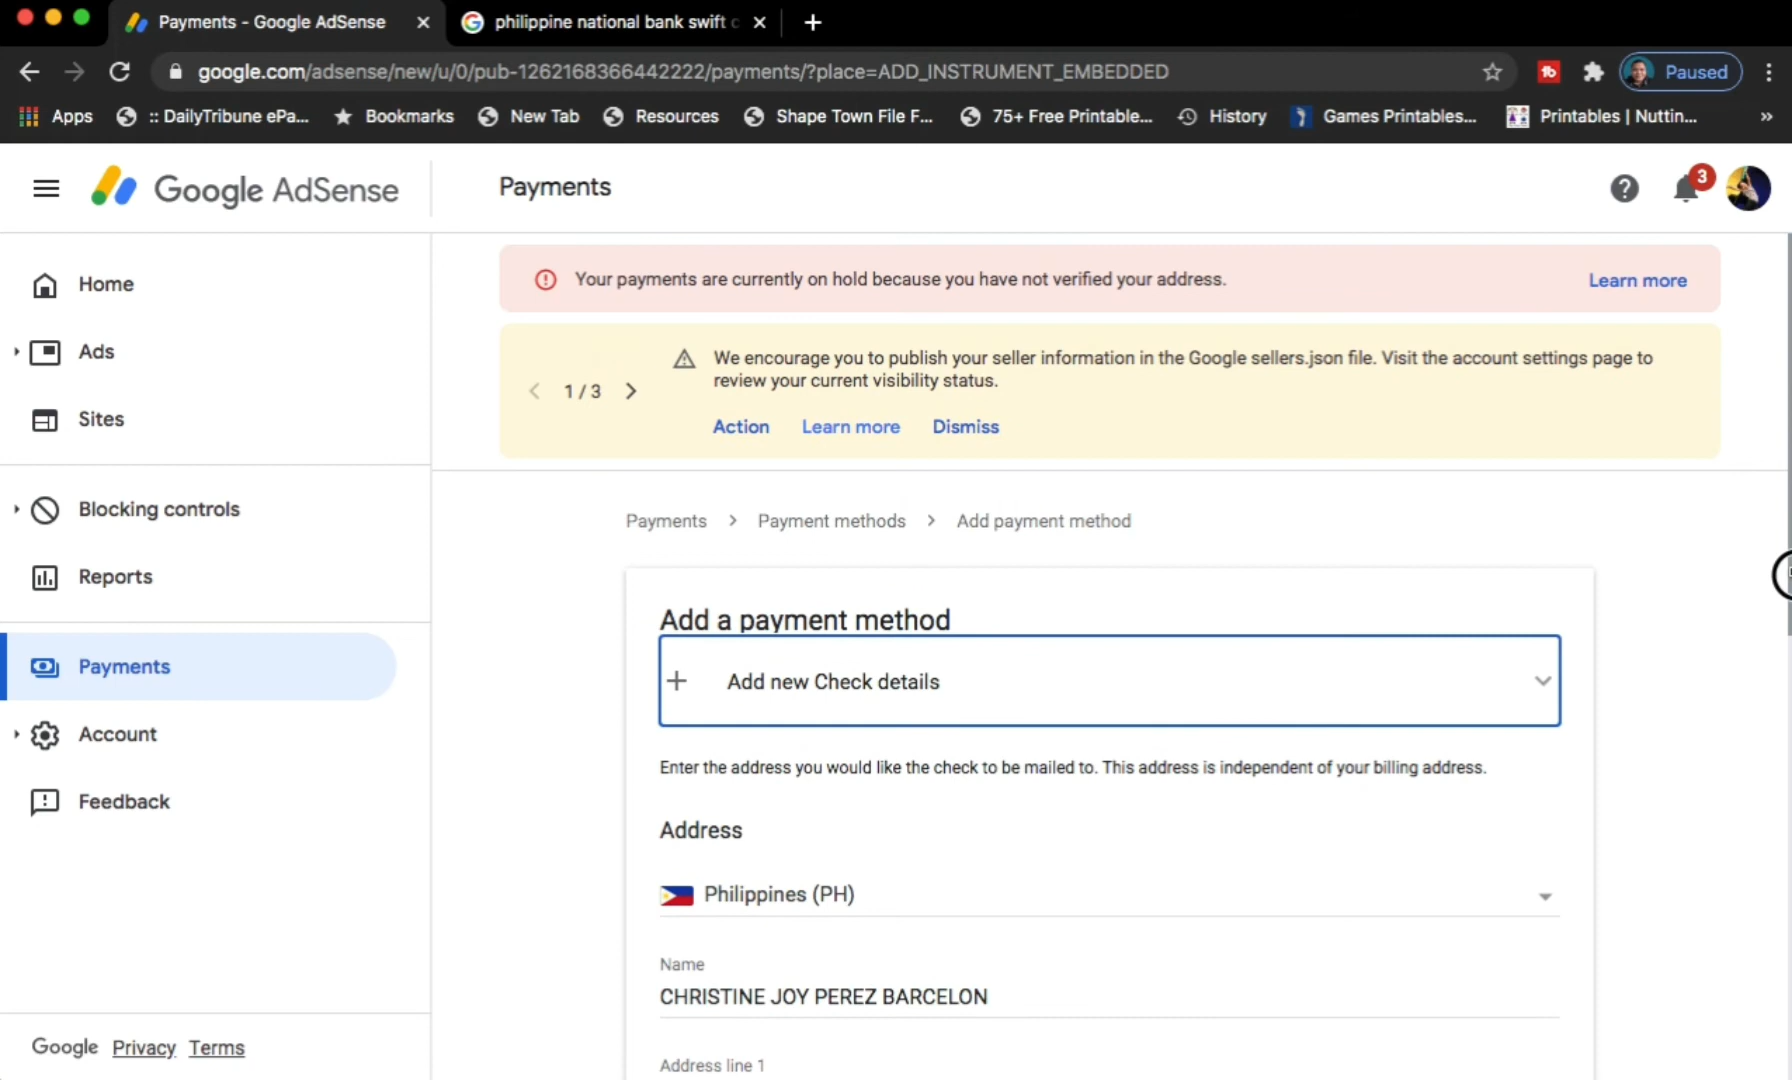 Payments - Google AdSense
philippine national bank swift
google.com/adsense/new/u/0/pub-1262168366442222/payments/?place=ADD_INSTRUMENT_EMBEDDED
Paused
Apps
:: DailyTribune ePa...
Bookmarks
New Tab
Resources
Shape Town File F...
75+ Free Printable...
History
Games Printables...
Printables | Nuttin...
»
Google AdSense
Payments
3
Home
Ads
Sites
Blocking controls
Reports
Payments
Account
Feedback
Google Privacy Terms
Your payments are currently on hold because you have not verified your address.
Learn more
1 / 3
We encourage you to publish your seller information in the Google sellers.json file. Visit the account settings page to
review your current visibility status.
Action Learn more Dismiss
Payments > Payment methods > Add payment method
Add a payment method
+ Add new Check details
Enter the address you would like the check to be mailed to. This address is independent of your billing address.
Address
Philippines (PH)
Name
CHRISTINE JOY PEREZ BARCELON
Address line 1